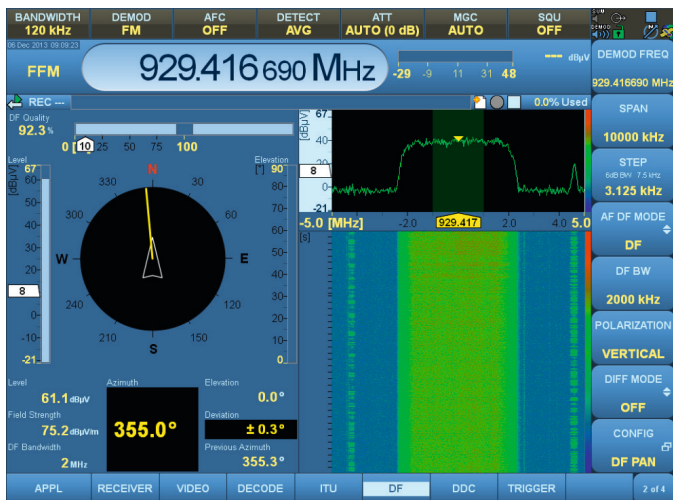 BANDWIDTH DEMOD AFC DETECT ATT MGC SQU
120 kHz FM OFF AVG AUTO (0 dB) AUTO OFF
06 Dec 2013 09:09:23
FFM
929.416 690 MHz
-29 -9 11 31 48
--- dBµV
DEMOD FREQ
929.416690 MHz
REC ---
0.0% Used
SPAN
10000 kHz
STEP
6dB BW 7.5 kHz
3.125 kHz
AF DF MODE
DF
DF BW
2000 kHz
POLARIZATION
VERTICAL
DIFF MODE
OFF
CONFIG
DF PAN
DF Quality
92.3 %
0 10 25 50 75 100
Level
[dBµV]
67
60
50
40
30
20
8
0
-10
-21
N
30
60
E
120
150
S
210
240
W
300
330
Elevation
[°]
90
80
70
60
50
40
30
20
10
0
[dBµV]
67
40
8
0
-21
-5.0 [MHz] -2.0 929.417 2.0 4.0 5.0
[s]
Level
61.1 dBµV
Field Strength
75.2 dBµV/m
DF Bandwidth
2 MHz
Azimuth
355.0°
Elevation
0.0°
Deviation
± 0.3°
Previous Azimuth
355.3°
APPL RECEIVER VIDEO DECODE ITU DF DDC TRIGGER 2 of 4